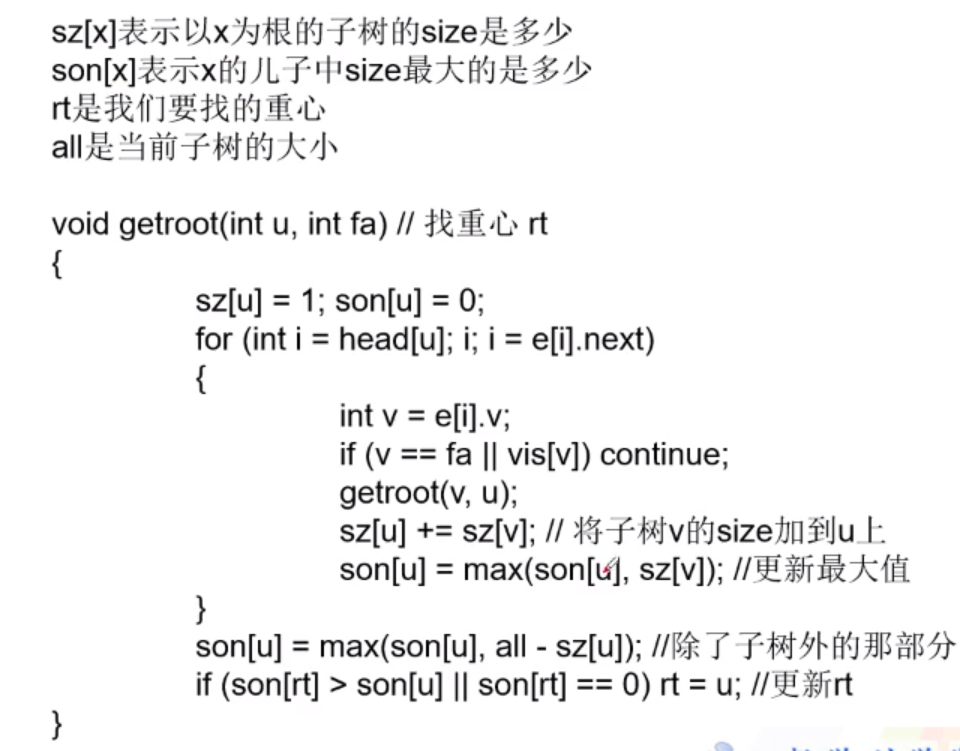 sz[x]表示以x为根的子树的size是多少
son[x]表示x的儿子中size最大的是多少
rt是我们要找的重心
all是当前子树的大小
void getroot(int u, int fa) // 找重心 rt
{
sz[u] = 1; son[u] = 0;
for (int i = head[u]; i; i = e[i].next)
{
int v = e[i].v;
if (v == fa || vis[v]) continue;
getroot(v, u);
sz[u] += sz[v]; // 将子树v的size加到u上
son[u] = max(son[u], sz[v]); //更新最大值
}
son[u] = max(son[u], all - sz[u]); //除了子树外的那部分
if (son[rt] > son[u] || son[rt] == 0) rt = u; //更新rt
}